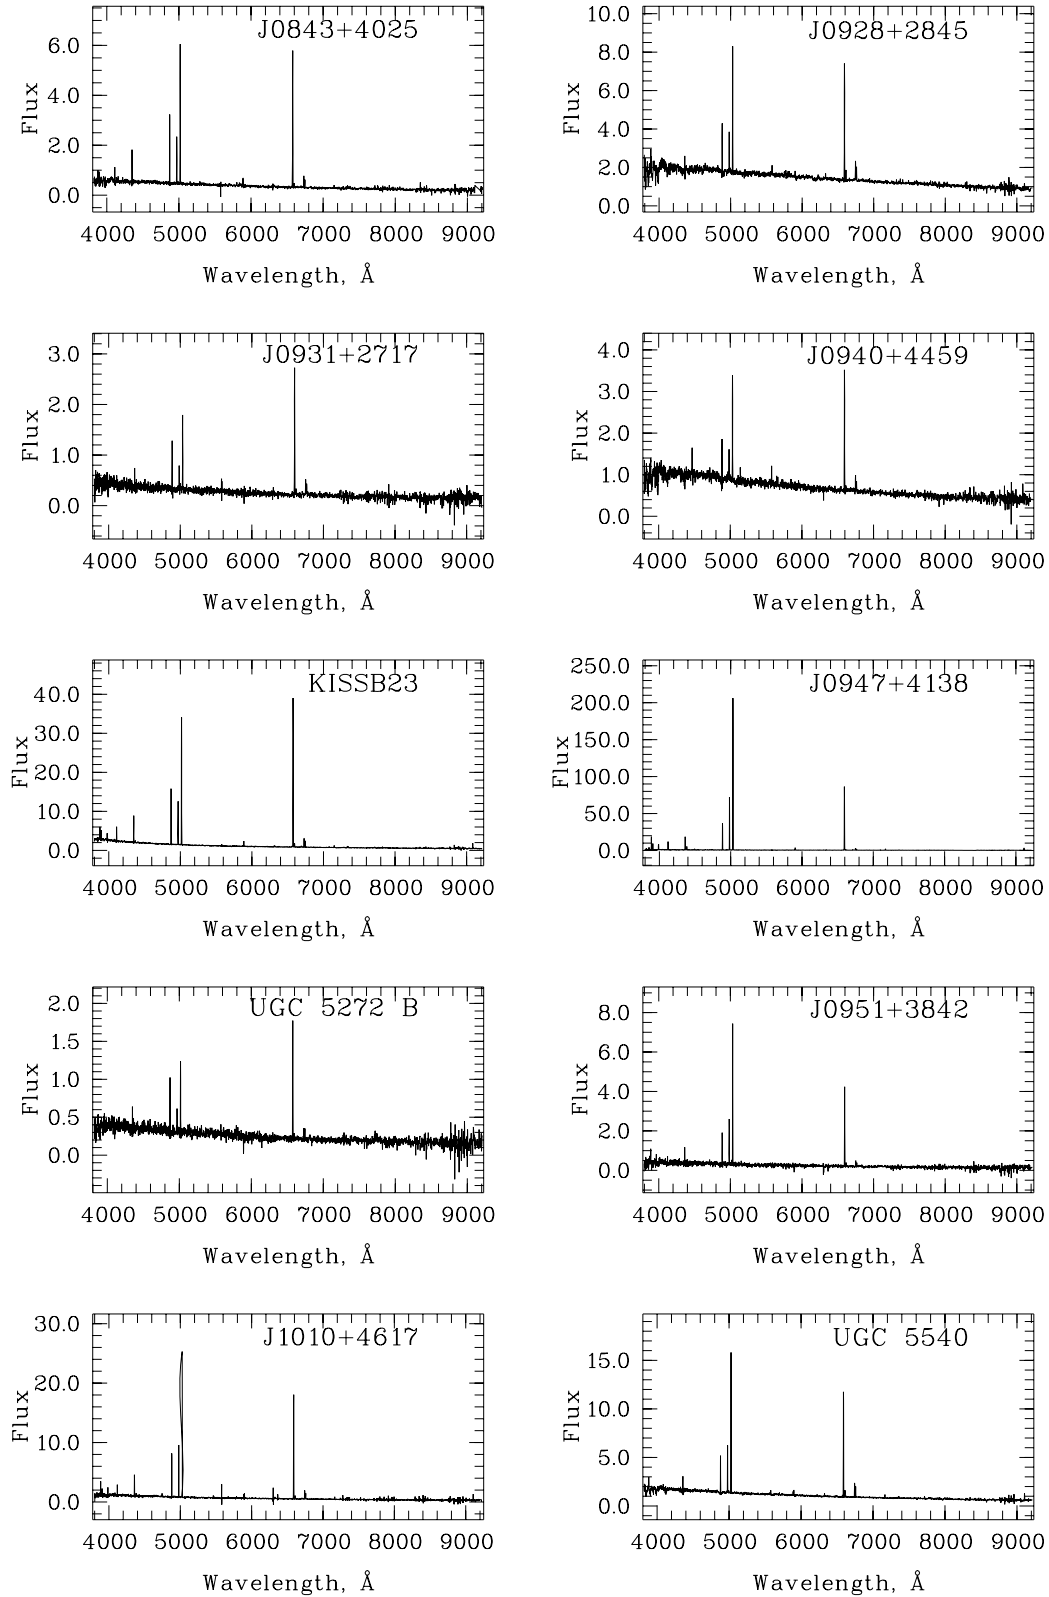 J0843+4025
6.0
4.0
2.0
0.0
Flux
4000 5000 6000 7000 8000 9000
Wavelength, Å
J0928+2845
10.0
8.0
6.0
4.0
2.0
0.0
Flux
4000 5000 6000 7000 8000 9000
Wavelength, Å
J0931+2717
3.0
2.0
1.0
0.0
Flux
4000 5000 6000 7000 8000 9000
Wavelength, Å
J0940+4459
4.0
3.0
2.0
1.0
0.0
Flux
4000 5000 6000 7000 8000 9000
Wavelength, Å
KISSB23
40.0
30.0
20.0
10.0
0.0
Flux
4000 5000 6000 7000 8000 9000
Wavelength, Å
J0947+4138
250.0
200.0
150.0
100.0
50.0
0.0
Flux
4000 5000 6000 7000 8000 9000
Wavelength, Å
UGC 5272 B
2.0
1.5
1.0
0.5
0.0
Flux
4000 5000 6000 7000 8000 9000
Wavelength, Å
J0951+3842
8.0
6.0
4.0
2.0
0.0
Flux
4000 5000 6000 7000 8000 9000
Wavelength, Å
J1010+4617
30.0
20.0
10.0
0.0
Flux
4000 5000 6000 7000 8000 9000
Wavelength, Å
UGC 5540
15.0
10.0
5.0
0.0
Flux
4000 5000 6000 7000 8000 9000
Wavelength, Å